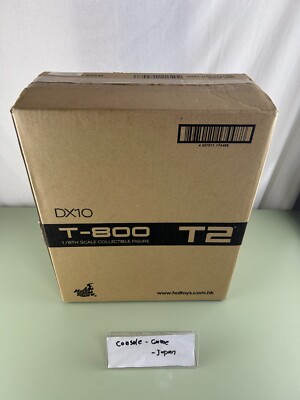 DX10
T-800
1/6TH SCALE COLLECTIBLE FIGURE
T2
www.hottoys.com.hk
Console - Game
- Japan